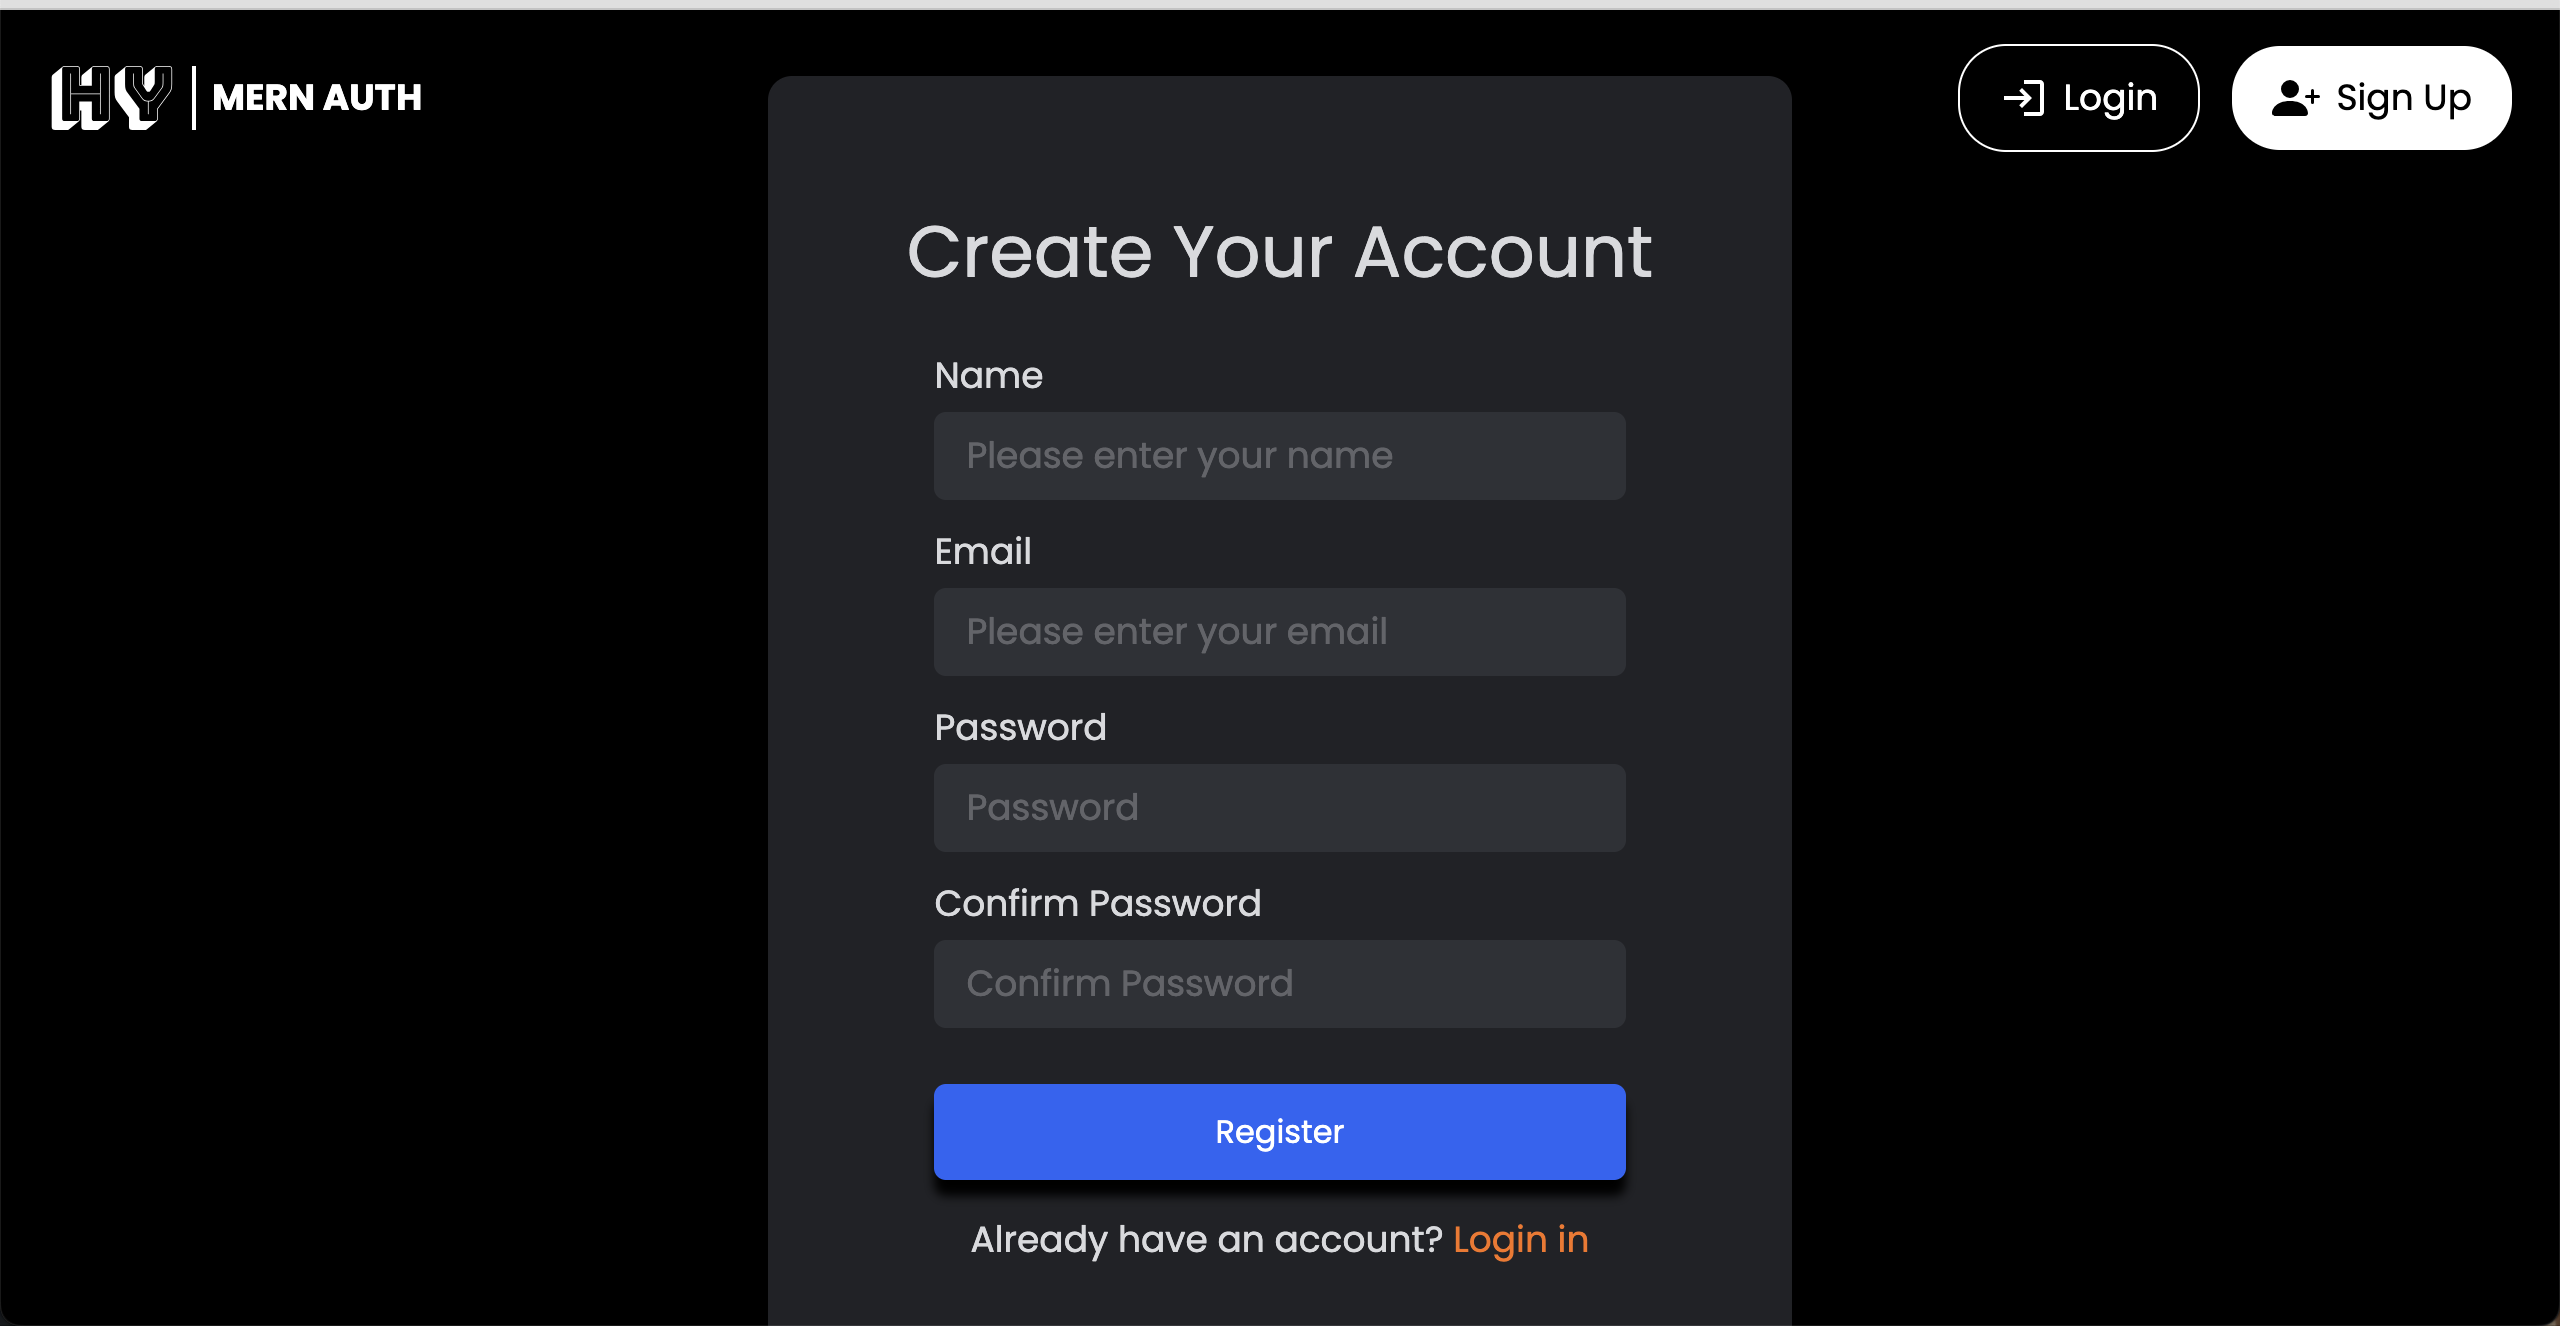 HY | MERN AUTH
Login
Sign Up
Create Your Account
Name
Please enter your name
Email
Please enter your email
Password
Password
Confirm Password
Confirm Password
Register
Already have an account? Login in